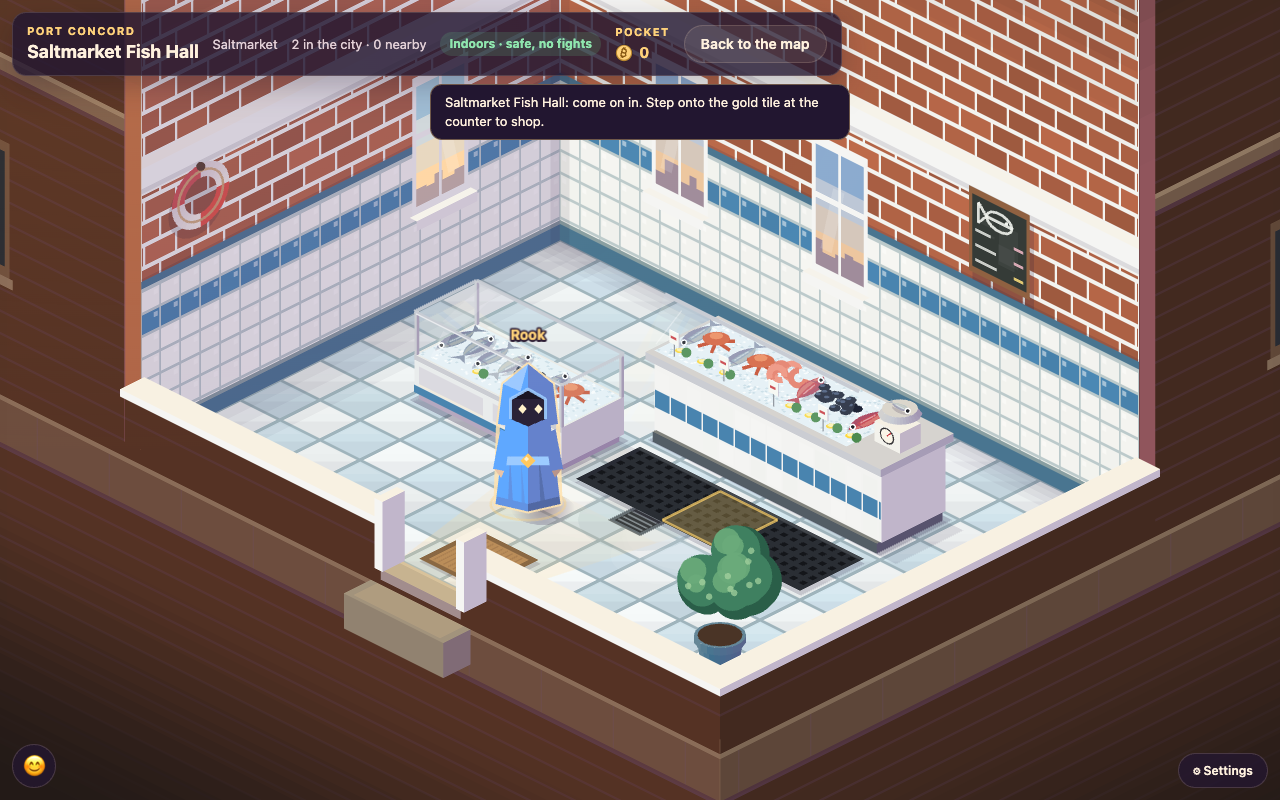 PORT CONCORD
Saltmarket Fish Hall
Saltmarket
2 in the city · 0 nearby
Indoors · safe, no fights
POCKET
0
Back to the map
Saltmarket Fish Hall: come on in. Step onto the gold tile at the
counter to shop.
Rook
Settings